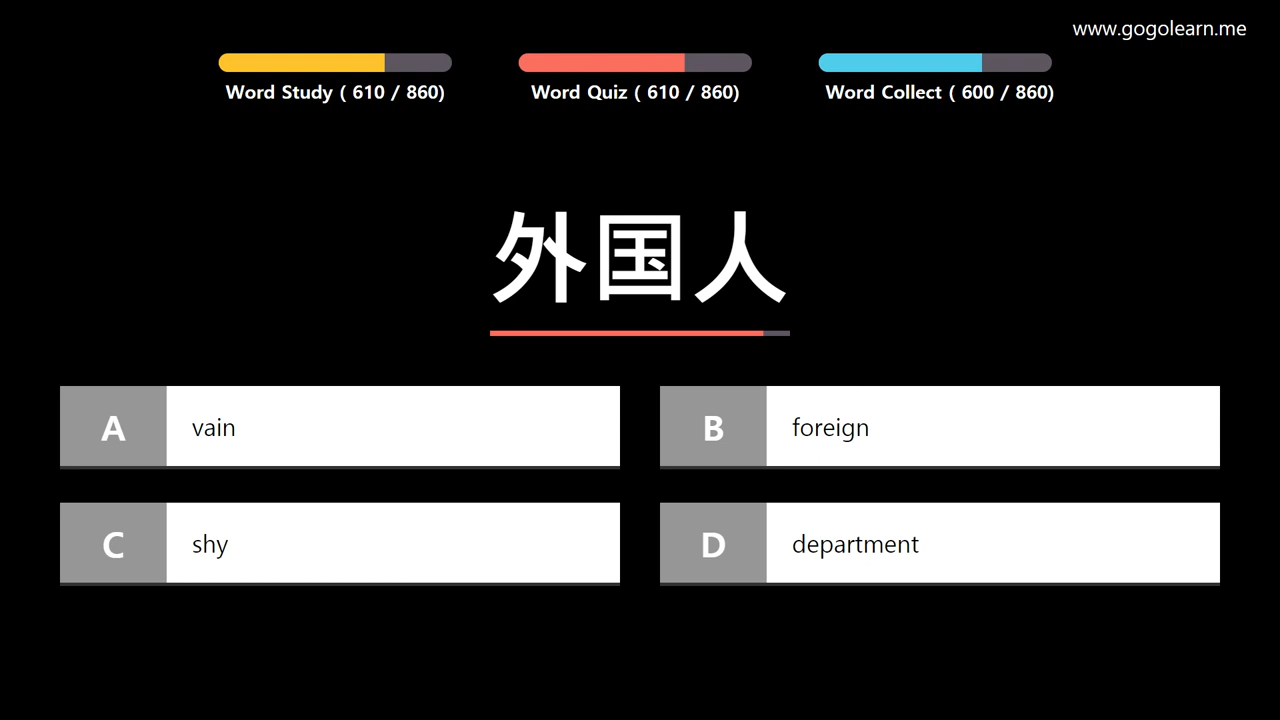 www.gogolearn.me
Word Study ( 610 / 860)
Word Quiz ( 610 / 860)
Word Collect ( 600 / 860)
外国人
A vain
B foreign
C shy
D department